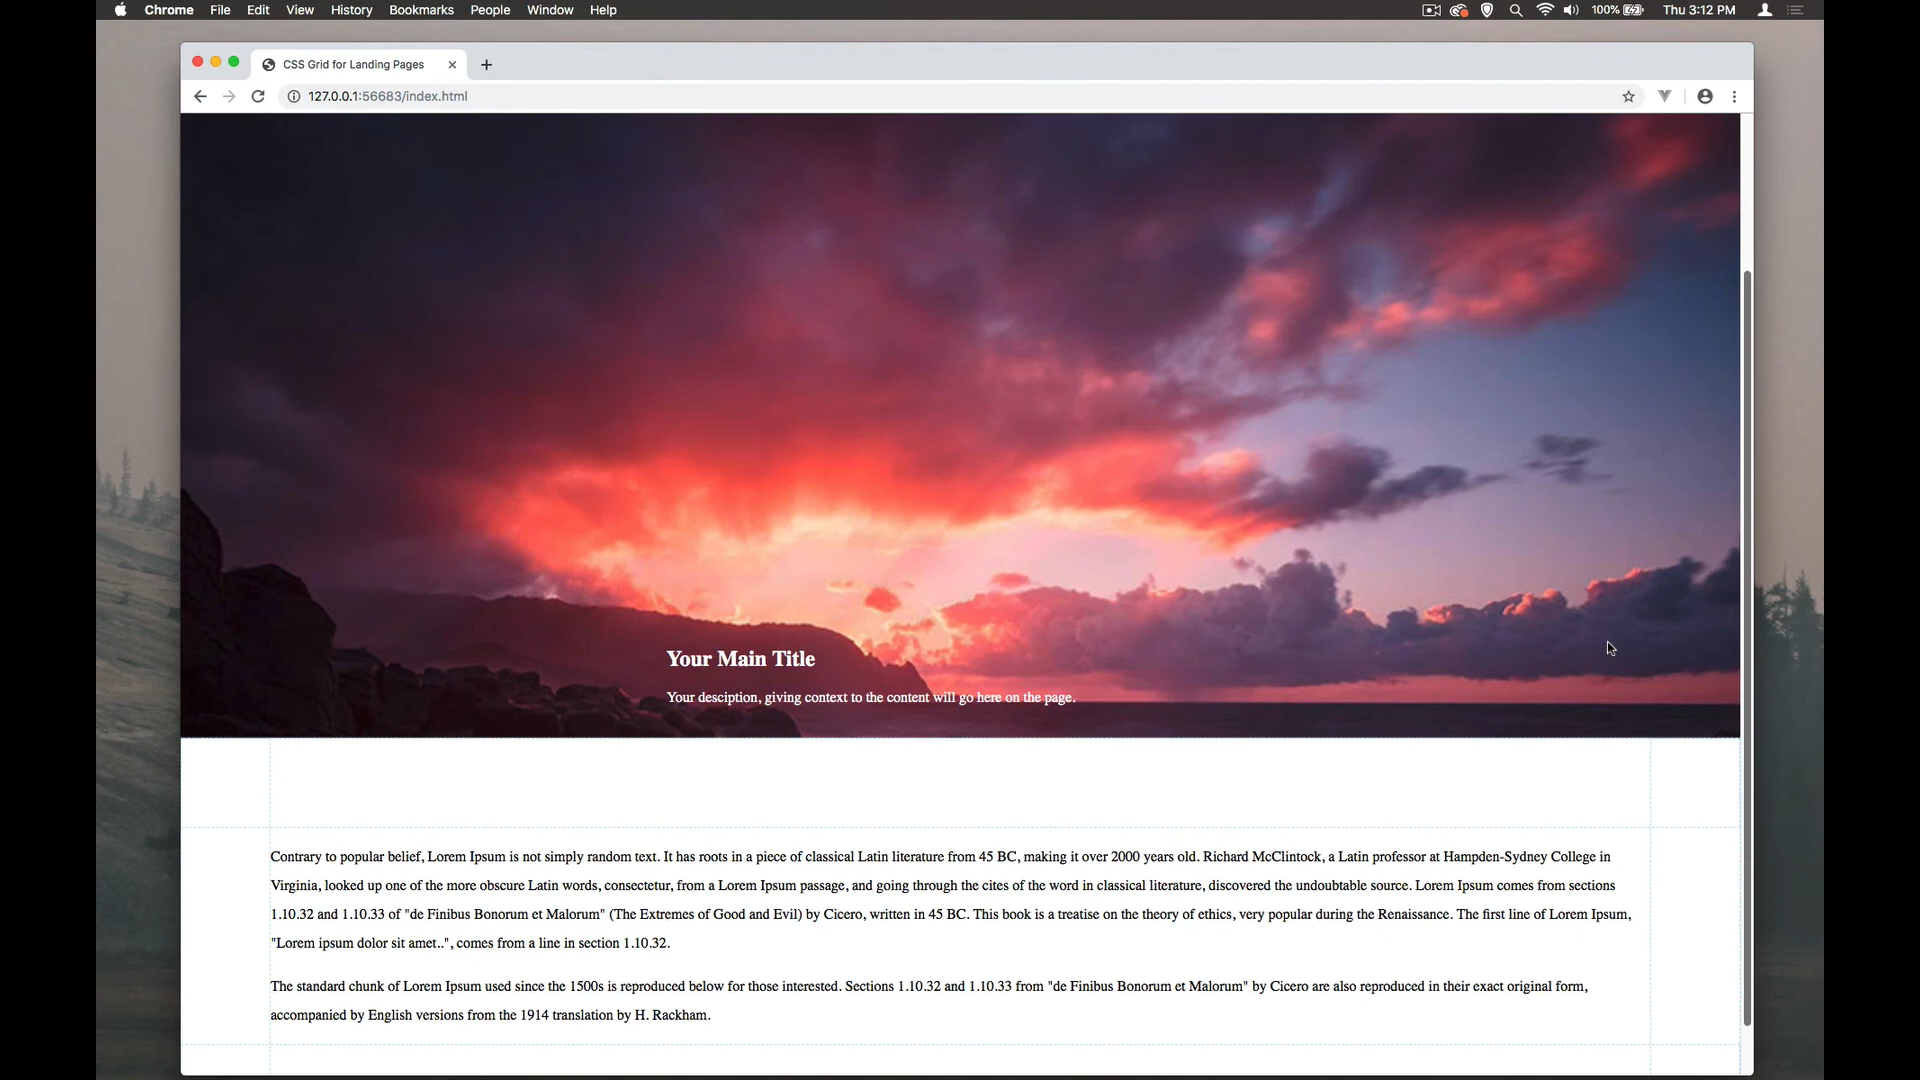 Chrome File Edit View History Bookmarks People Window Help 100% Thu 3:12 PM
CSS Grid for Landing Pages
127.0.0.1:56683/index.html
Your Main Title
Your desciption, giving context to the content will go here on the page.
Contrary to popular belief, Lorem Ipsum is not simply random text. It has roots in a piece of classical Latin literature from 45 BC, making it over 2000 years old. Richard McClintock, a Latin professor at Hampden-Sydney College in
Virginia, looked up one of the more obscure Latin words, consectetur, from a Lorem Ipsum passage, and going through the cites of the word in classical literature, discovered the undoubtable source. Lorem Ipsum comes from sections
1.10.32 and 1.10.33 of "de Finibus Bonorum et Malorum" (The Extremes of Good and Evil) by Cicero, written in 45 BC. This book is a treatise on the theory of ethics, very popular during the Renaissance. The first line of Lorem Ipsum,
"Lorem ipsum dolor sit amet..", comes from a line in section 1.10.32.
The standard chunk of Lorem Ipsum used since the 1500s is reproduced below for those interested. Sections 1.10.32 and 1.10.33 from "de Finibus Bonorum et Malorum" by Cicero are also reproduced in their exact original form,
accompanied by English versions from the 1914 translation by H. Rackham.